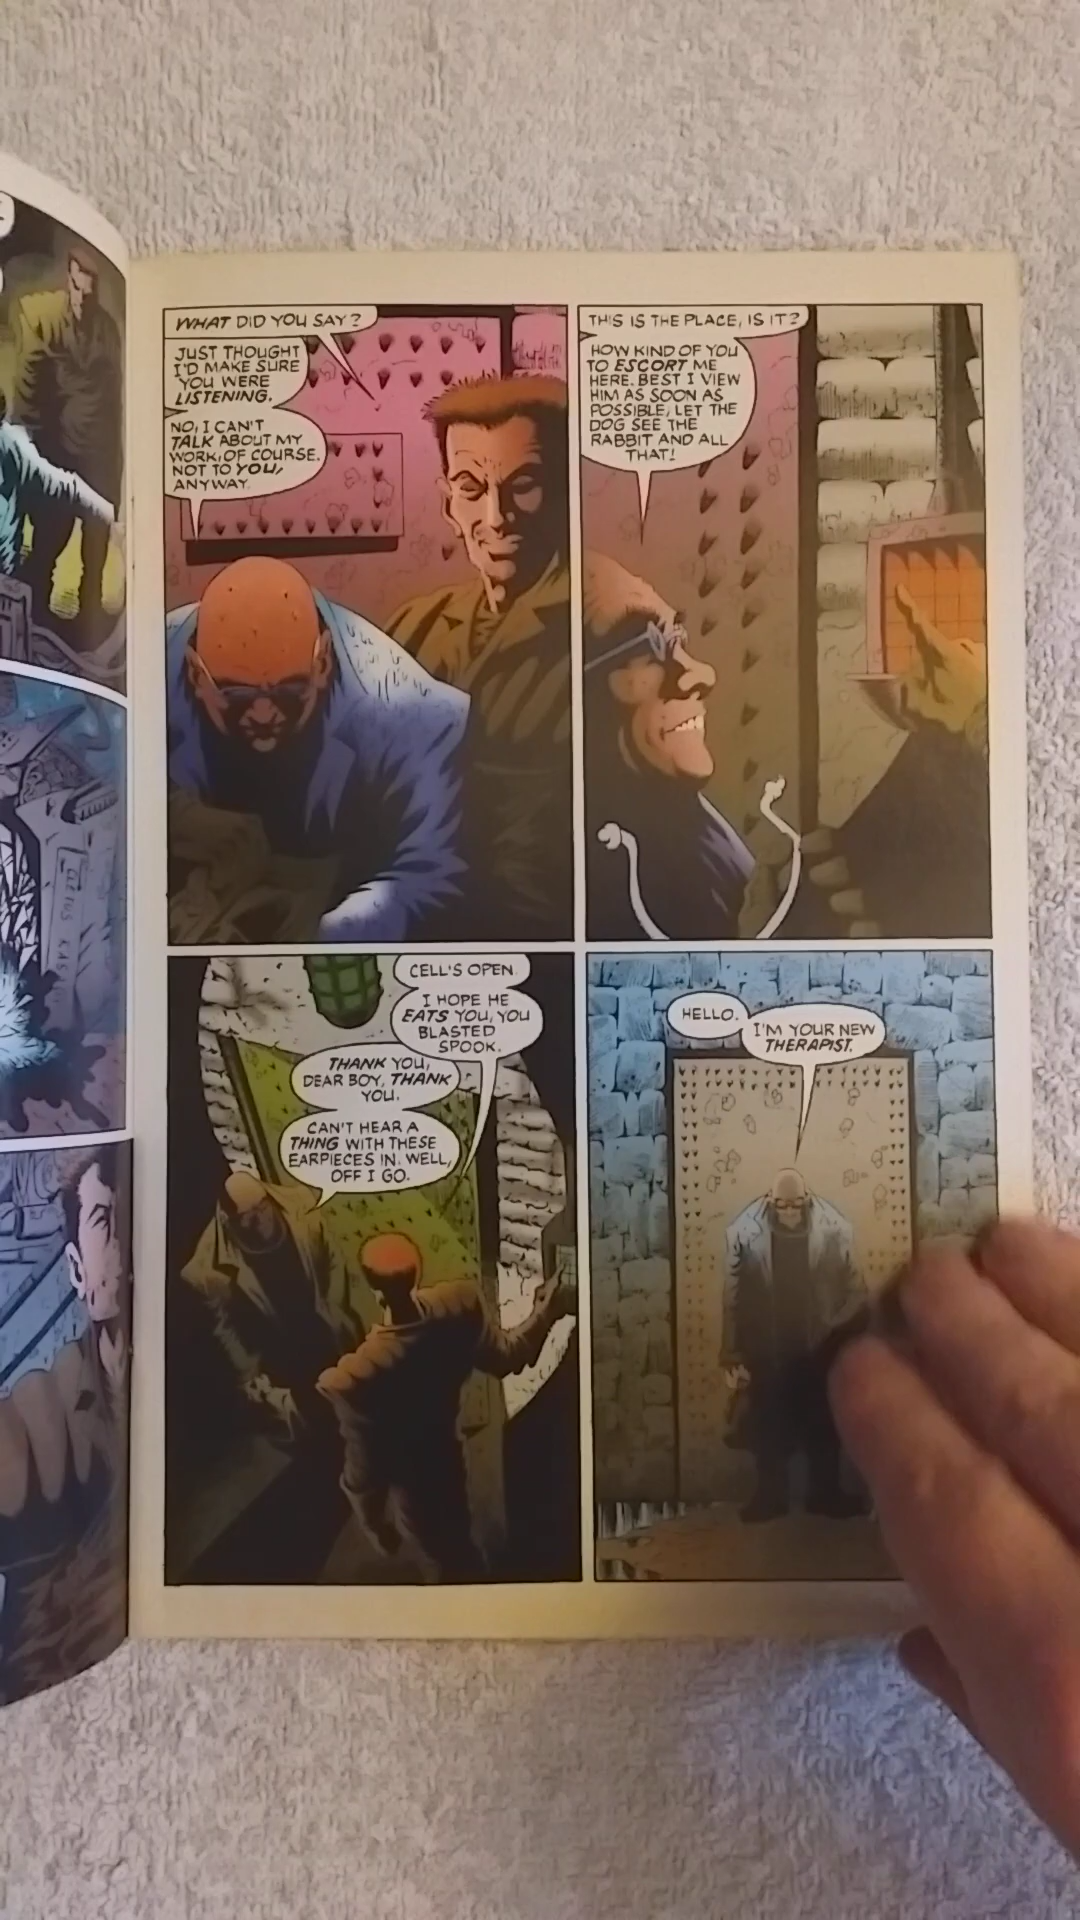 WHAT DID YOU SAY?
JUST THOUGHT
I'D MAKE SURE
YOU WERE
LISTENING.
NO, I CAN'T
TALK ABOUT MY
WORK, OF COURSE.
NOT TO YOU,
ANYWAY.
THIS IS THE PLACE, IS IT?
HOW KIND OF YOU
TO ESCORT ME
HERE. BEST I VIEW
HIM AS SOON AS
POSSIBLE, LET THE
DOG SEE THE
RABBIT AND ALL
THAT!
CELL'S OPEN.
I HOPE HE
EATS YOU, YOU
BLASTED
SPOOK.
THANK YOU,
DEAR BOY, THANK
YOU.
CAN'T HEAR A
THING WITH THESE
EARPIECES IN. WELL,
OFF I GO.
HELLO.
I'M YOUR NEW
THERAPIST.
CLETUS